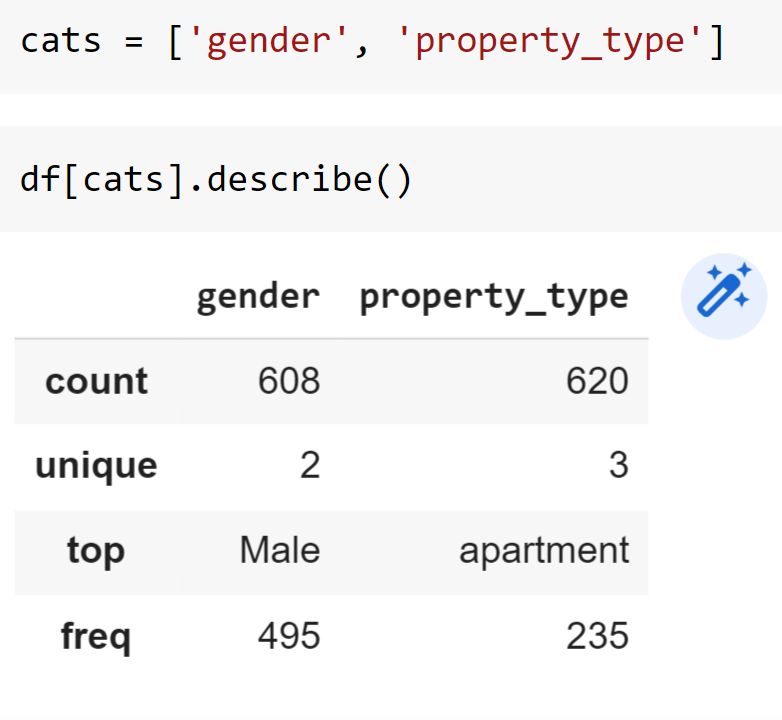 cats = ['gender', 'property_type']
df[cats].describe()
gender property_type
count 608 620
unique 2 3
top Male apartment
freq 495 235